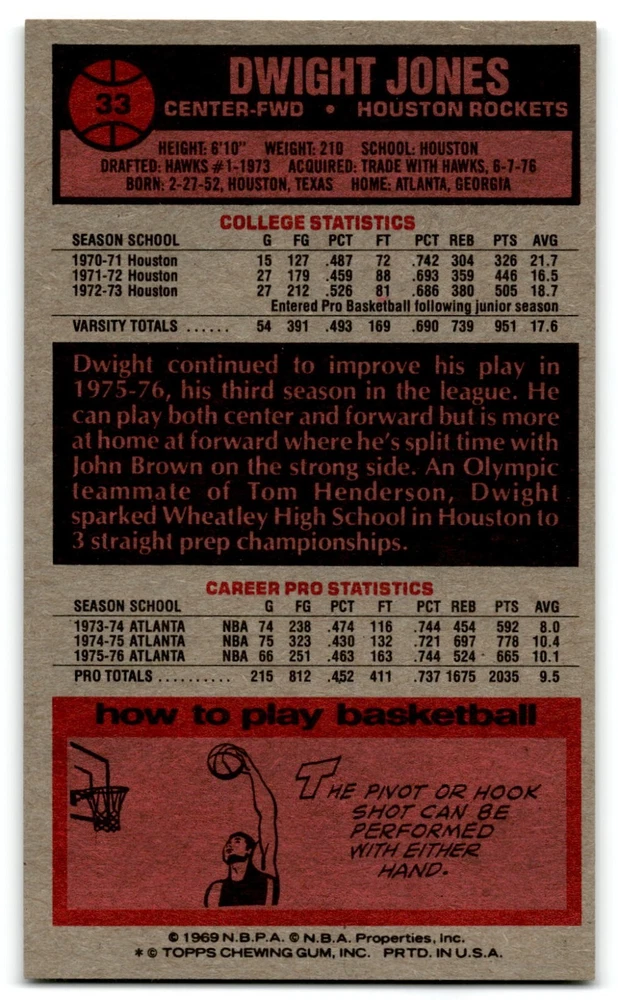 33
DWIGHT JONES
CENTER-FWD • HOUSTON ROCKETS
HEIGHT: 6'10" WEIGHT: 210 SCHOOL: HOUSTON
DRAFTED: HAWKS #1-1973 ACQUIRED: TRADE WITH HAWKS, 6-7-76
BORN: 2-27-52, HOUSTON, TEXAS HOME: ATLANTA, GEORGIA
COLLEGE STATISTICS
SEASON SCHOOL G FG PCT FT PCT REB PTS AVG
1970-71 Houston 15 127 .487 72 .742 304 326 21.7
1971-72 Houston 27 179 .459 88 .693 359 446 16.5
1972-73 Houston 27 212 .526 81 .686 380 505 18.7
Entered Pro Basketball following junior season
VARSITY TOTALS ...... 54 391 .493 169 .690 739 951 17.6
Dwight continued to improve his play in
1975-76, his third season in the league. He
can play both center and forward but is more
at home at forward where he's split time with
John Brown on the strong side. An Olympic
teammate of Tom Henderson, Dwight
sparked Wheatley High School in Houston to
3 straight prep championships.
CAREER PRO STATISTICS
SEASON SCHOOL G FG PCT FT PCT REB PTS AVG
1973-74 ATLANTA NBA 74 238 .474 116 .744 454 592 8.0
1974-75 ATLANTA NBA 75 323 .430 132 .721 697 778 10.4
1975-76 ATLANTA NBA 66 251 .463 163 .744 524 665 10.1
PRO TOTALS .......... 215 812 .452 411 .737 1675 2035 9.5
how to play basketball
THE PIVOT OR HOOK
SHOT CAN BE
PERFORMED
WITH EITHER
HAND.
© 1969 N.B.P.A. © N.B.A. Properties, Inc.
* © TOPPS CHEWING GUM, INC. PRTD. IN U.S.A.